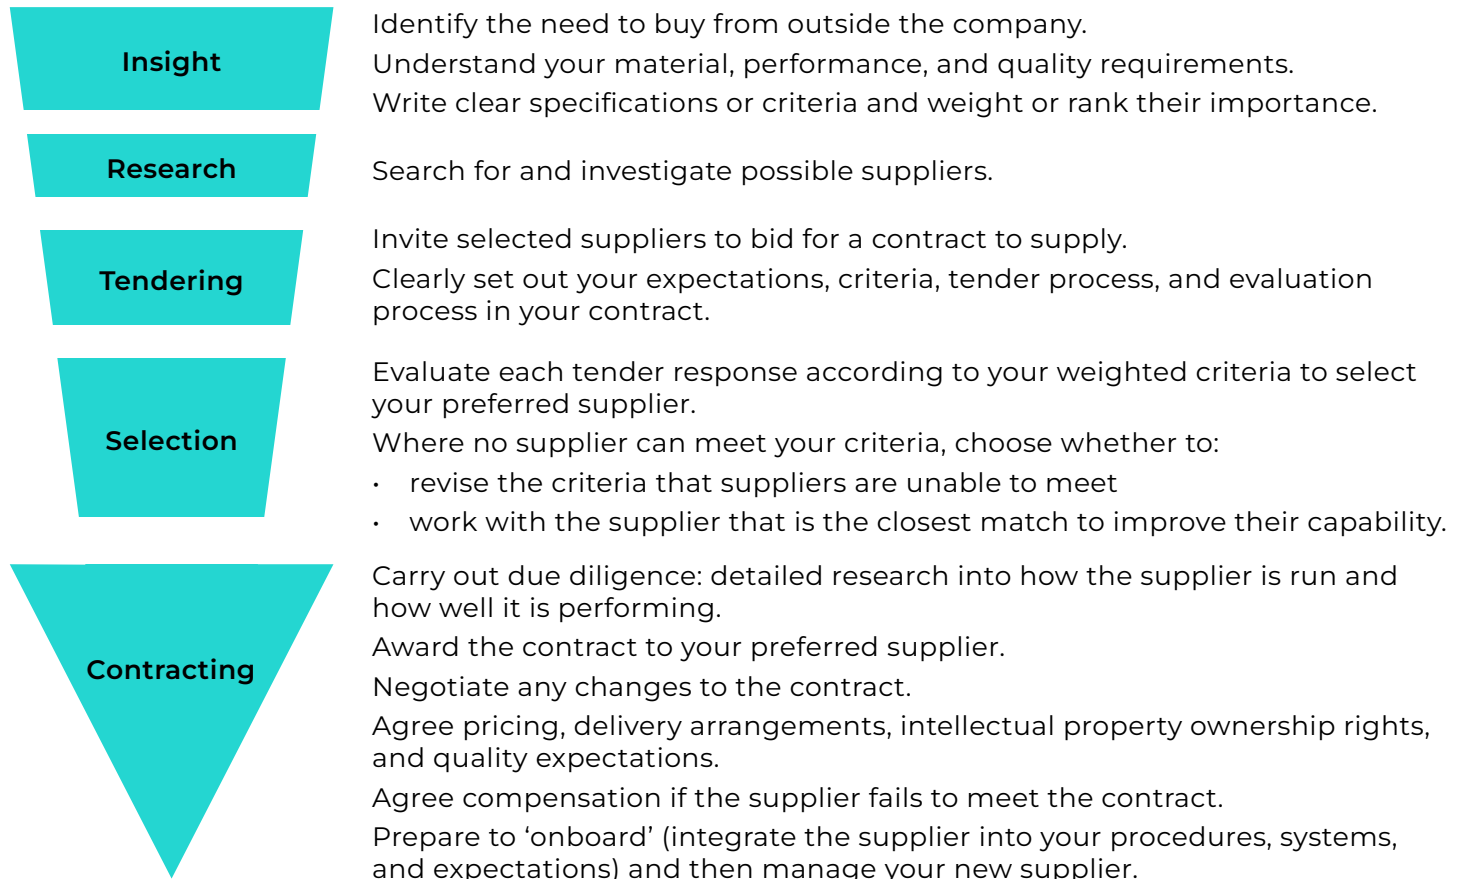 Insight
Identify the need to buy from outside the company.
Understand your material, performance, and quality requirements.
Write clear specifications or criteria and weight or rank their importance.
Research
Search for and investigate possible suppliers.
Tendering
Invite selected suppliers to bid for a contract to supply.
Clearly set out your expectations, criteria, tender process, and evaluation
process in your contract.
Selection
Evaluate each tender response according to your weighted criteria to select
your preferred supplier.
Where no supplier can meet your criteria, choose whether to:
• revise the criteria that suppliers are unable to meet
• work with the supplier that is the closest match to improve their capability.
Contracting
Carry out due diligence: detailed research into how the supplier is run and
how well it is performing.
Award the contract to your preferred supplier.
Negotiate any changes to the contract.
Agree pricing, delivery arrangements, intellectual property ownership rights,
and quality expectations.
Agree compensation if the supplier fails to meet the contract.
Prepare to ‘onboard’ (integrate the supplier into your procedures, systems,
and expectations) and then manage your new supplier.